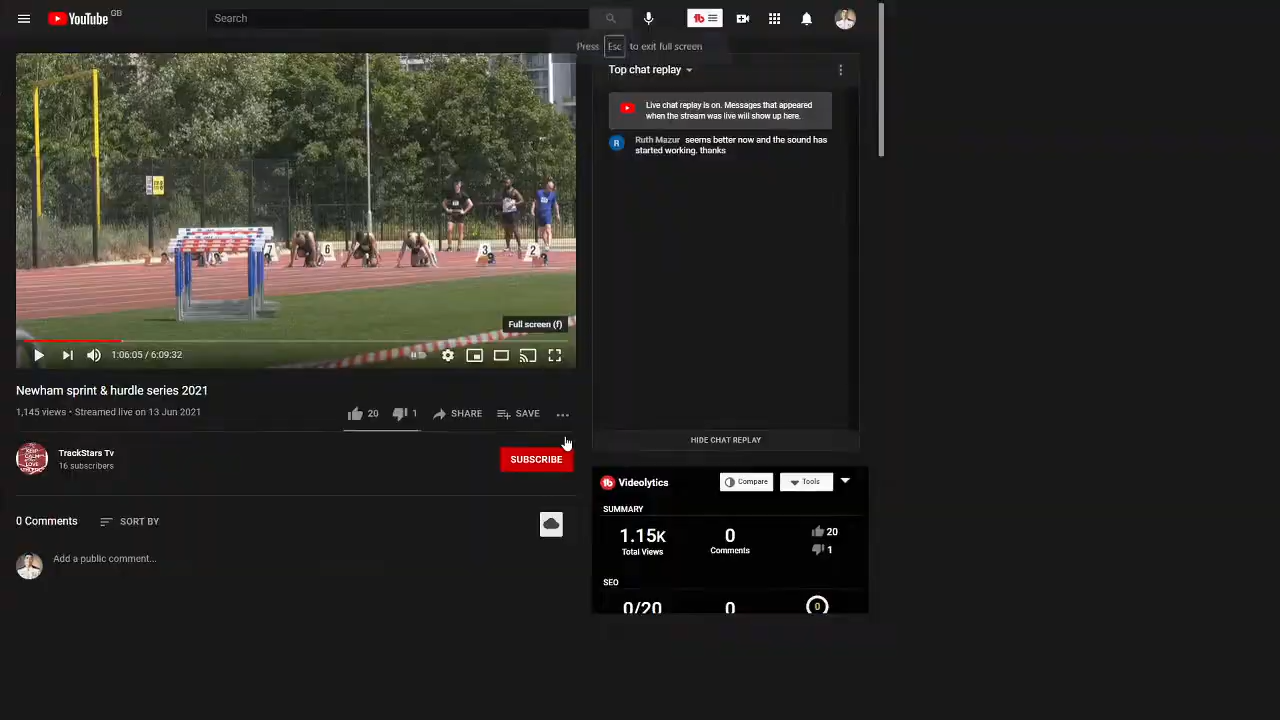 YouTube GB
Search
Press Esc to exit full screen
Top chat replay
Live chat replay is on. Messages that appeared
when the stream was live will show up here.
Ruth Mazur seems better now and the sound has
started working. thanks
7 6 3 2
Full screen (f)
1:06:05 / 6:09:32
Newham sprint & hurdle series 2021
1,145 views • Streamed live on 13 Jun 2021
20 1 SHARE SAVE
HIDE CHAT REPLAY
TrackStars Tv
16 subscribers
SUBSCRIBE
Videolytics
Compare
Tools
SUMMARY
1.15K
Total Views
0
Comments
20
1
SEO
0/20
0
0
0 Comments
SORT BY
Add a public comment...